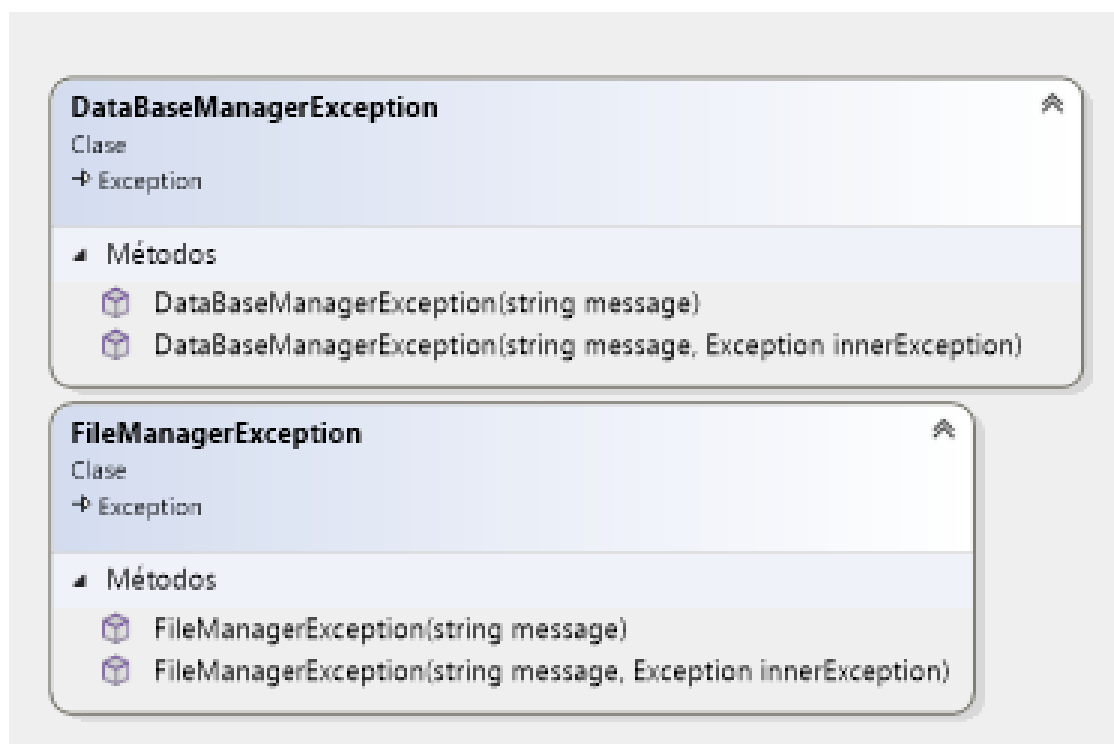 DataBaseManagerException
Clase
Exception
Métodos
DataBaseManagerException(string message)
DataBaseManagerException(string message, Exception innerException)
FileManagerException
Clase
Exception
Métodos
FileManagerException(string message)
FileManagerException(string message, Exception innerException)